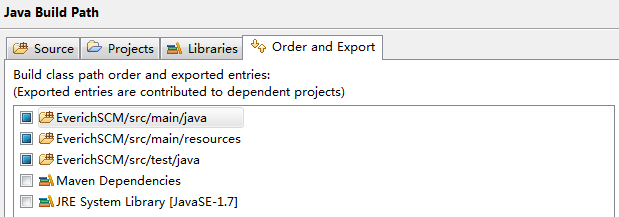 Java Build Path
Source Projects Libraries Order and Export
Build class path order and exported entries:
(Exported entries are contributed to dependent projects)
EverichSCM/src/main/java
EverichSCM/src/main/resources
EverichSCM/src/test/java
Maven Dependencies
JRE System Library [JavaSE-1.7]